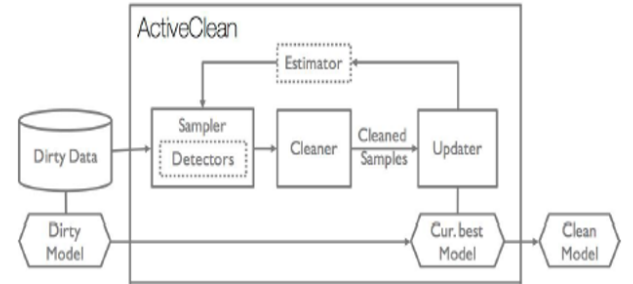 ActiveClean
Estimator
Sampler
Detectors
Dirty Data
Cleaner
Cleaned
Samples
Updater
Dirty
Model
Cur. best
Model
Clean
Model